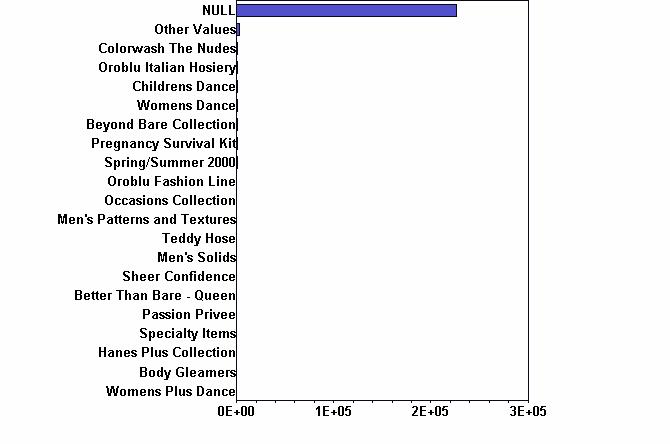 NULL
Other Values
Colorwash The Nudes
Oroblu Italian Hosiery
Childrens Dance
Womens Dance
Beyond Bare Collection
Pregnancy Survival Kit
Spring/Summer 2000
Oroblu Fashion Line
Occasions Collection
Men's Patterns and Textures
Teddy Hose
Men's Solids
Sheer Confidence
Better Than Bare - Queen
Passion Privee
Specialty Items
Hanes Plus Collection
Body Gleamers
Womens Plus Dance
0E+00 1E+05 2E+05 3E+05